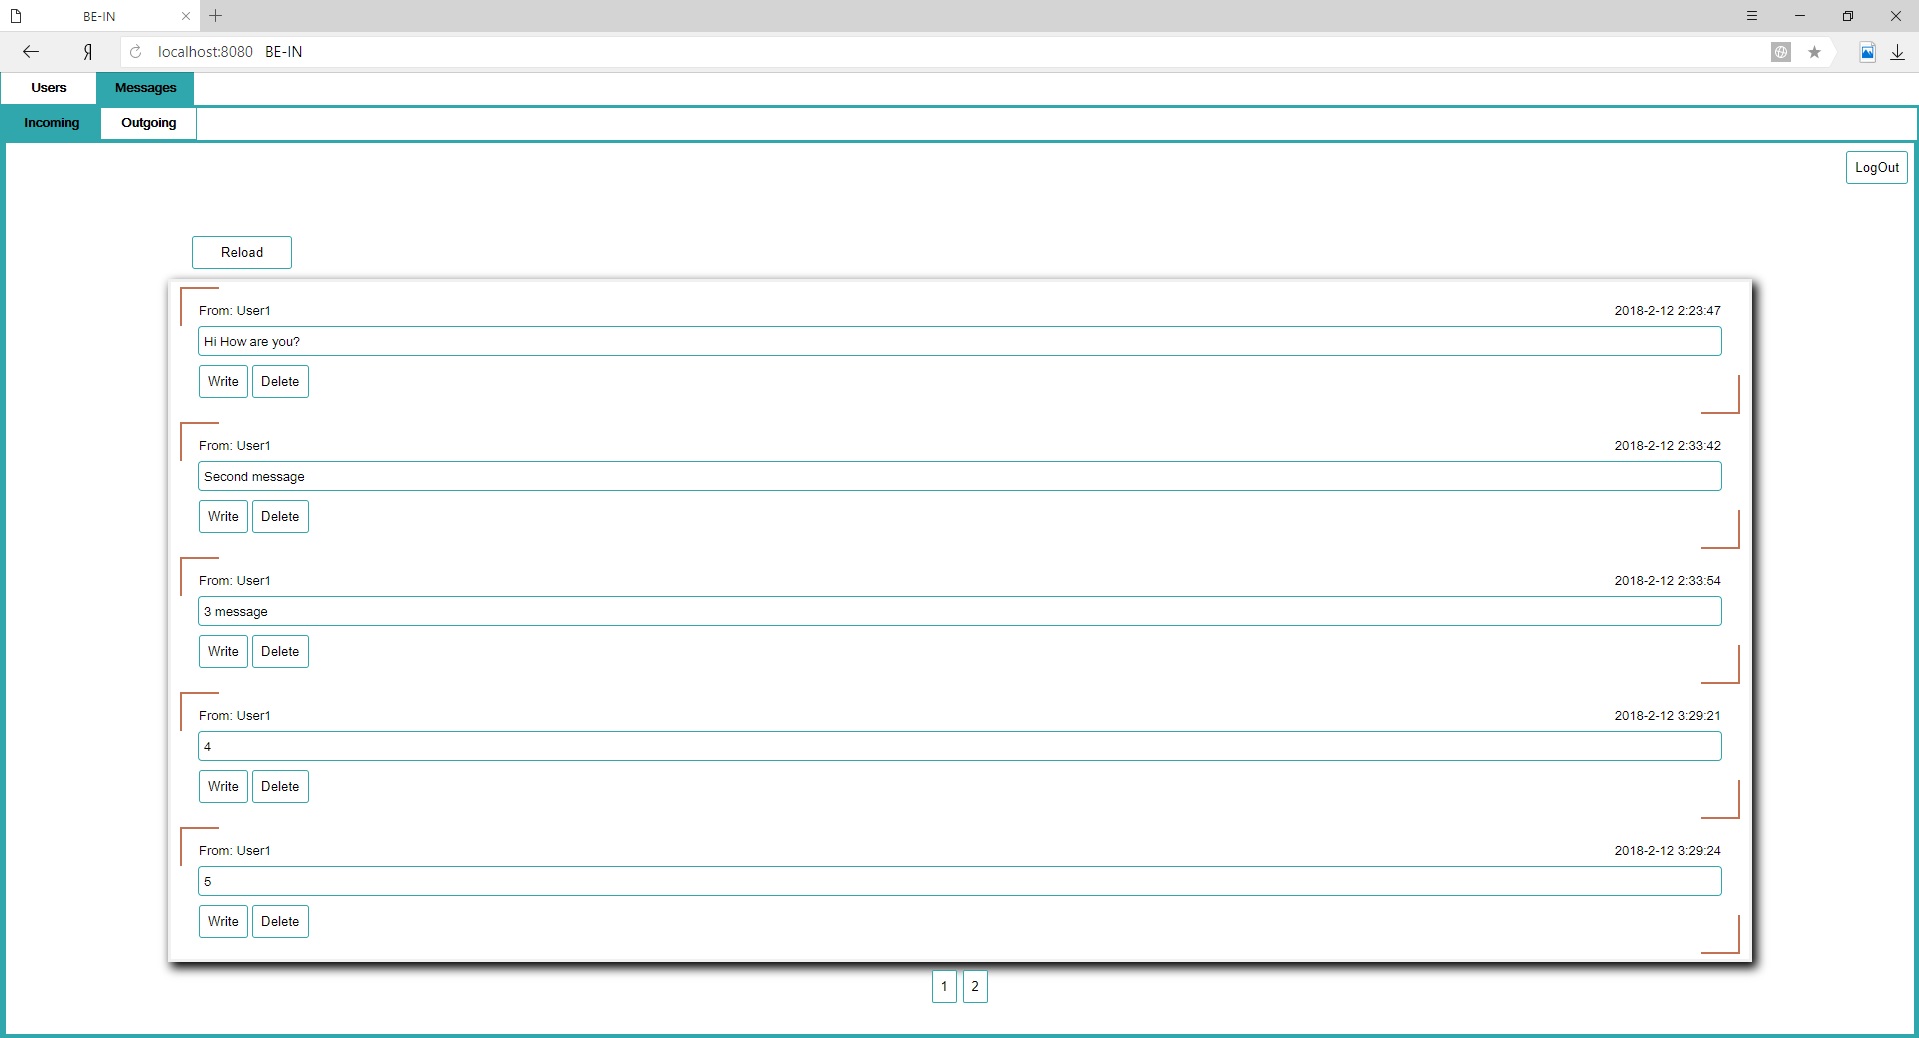 BE-IN
Я localhost:8080 BE-IN
Users Messages
Incoming Outgoing
LogOut
Reload
From: User1 2018-2-12 2:23:47
Hi How are you?
Write Delete
From: User1 2018-2-12 2:33:42
Second message
Write Delete
From: User1 2018-2-12 2:33:54
3 message
Write Delete
From: User1 2018-2-12 3:29:21
4
Write Delete
From: User1 2018-2-12 3:29:24
5
Write Delete
1 2